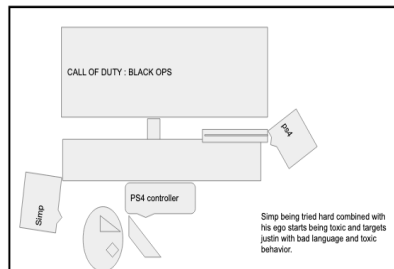 CALL OF DUTY : BLACK OPS
ps4
PS4 controller
Simp
Simp being tried hard combined with
his ego starts being toxic and targets
justin with bad language and toxic
behavior.